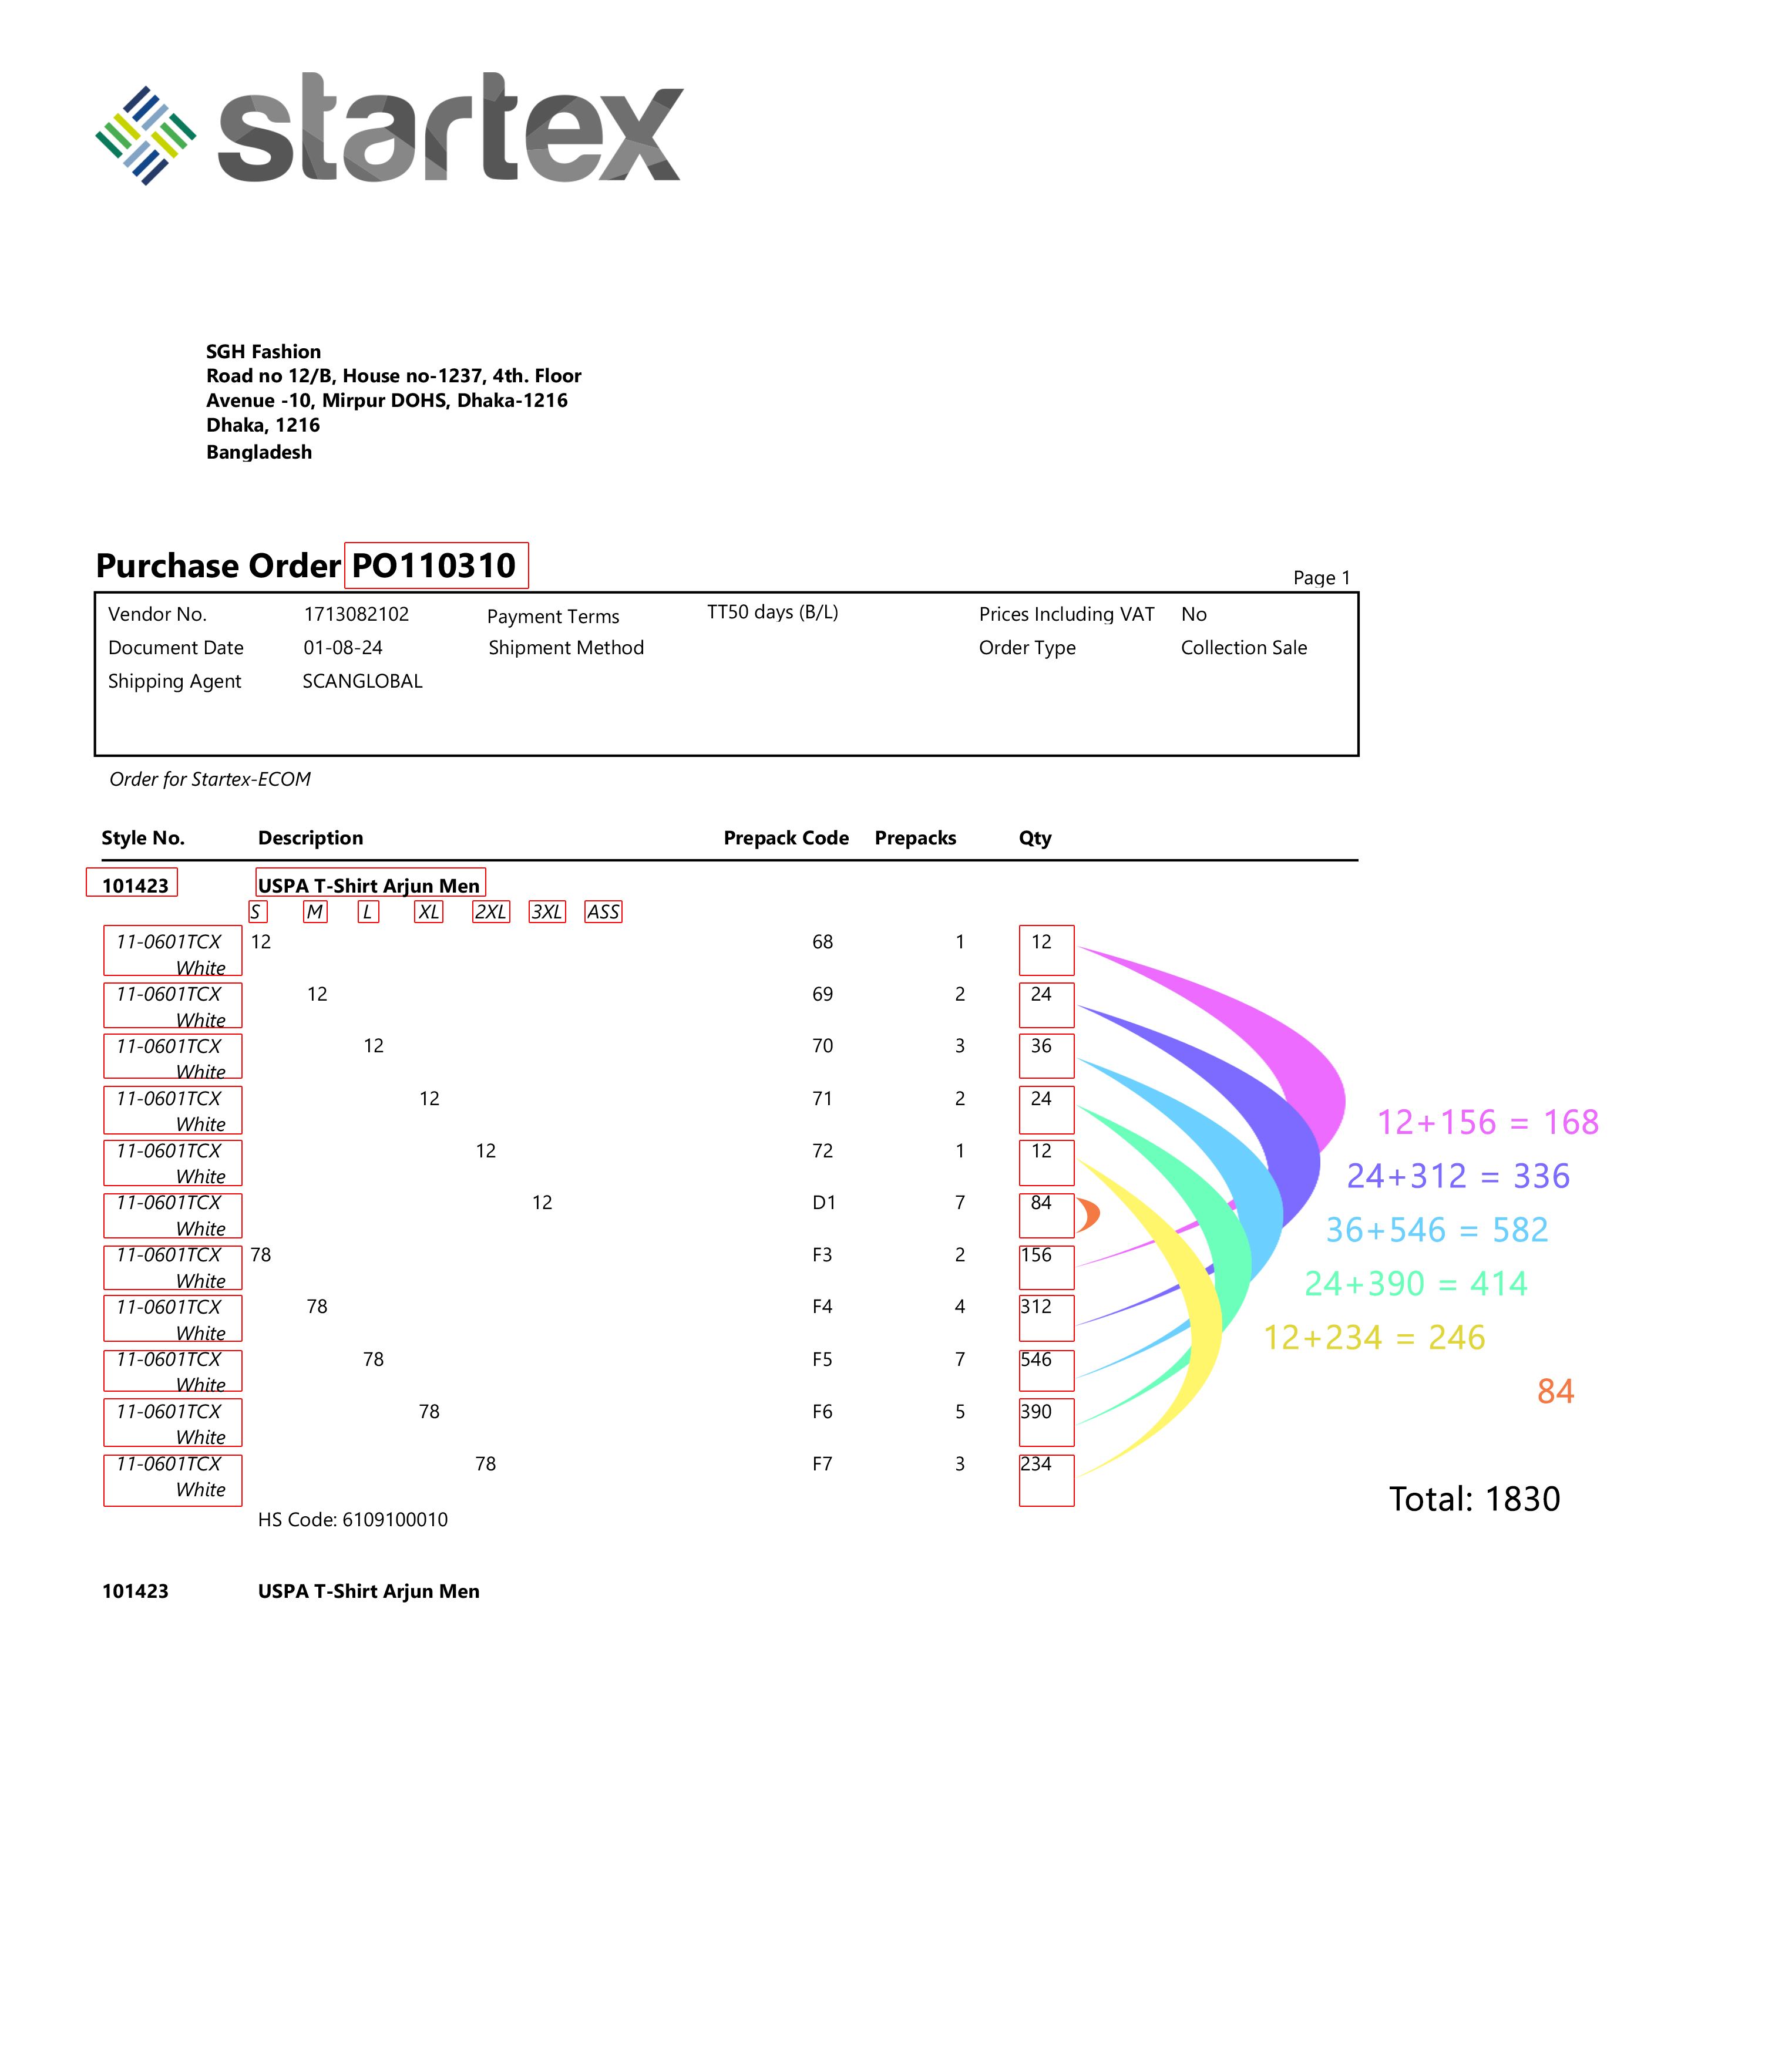 startex
SGH Fashion
Road no 12/B, House no-1237, 4th. Floor
Avenue -10, Mirpur DOHS, Dhaka-1216
Dhaka, 1216
Bangladesh
Purchase Order PO110310
Page 1
Vendor No. 1713082102 Payment Terms TT50 days (B/L) Prices Including VAT No
Document Date 01-08-24 Shipment Method Order Type Collection Sale
Shipping Agent SCANGLOBAL
Order for Startex-ECOM
Style No. Description Prepack Code Prepacks Qty
101423 USPA T-Shirt Arjun Men
S M L XL 2XL 3XL ASS
11-0601TCX 12 68 1 12
White
11-0601TCX 12 69 2 24
White
11-0601TCX 12 70 3 36
White
11-0601TCX 12 71 2 24
White
12+156 = 168
11-0601TCX 12 72 1 12
White
24+312 = 336
11-0601TCX 12 D1 7 84
White
36+546 = 582
11-0601TCX 78 F3 2 156
White
24+390 = 414
11-0601TCX 78 F4 4 312
White
12+234 = 246
11-0601TCX 78 F5 7 546
White
84
11-0601TCX 78 F6 5 390
White
11-0601TCX 78 F7 3 234
White
Total: 1830
HS Code: 6109100010
101423 USPA T-Shirt Arjun Men